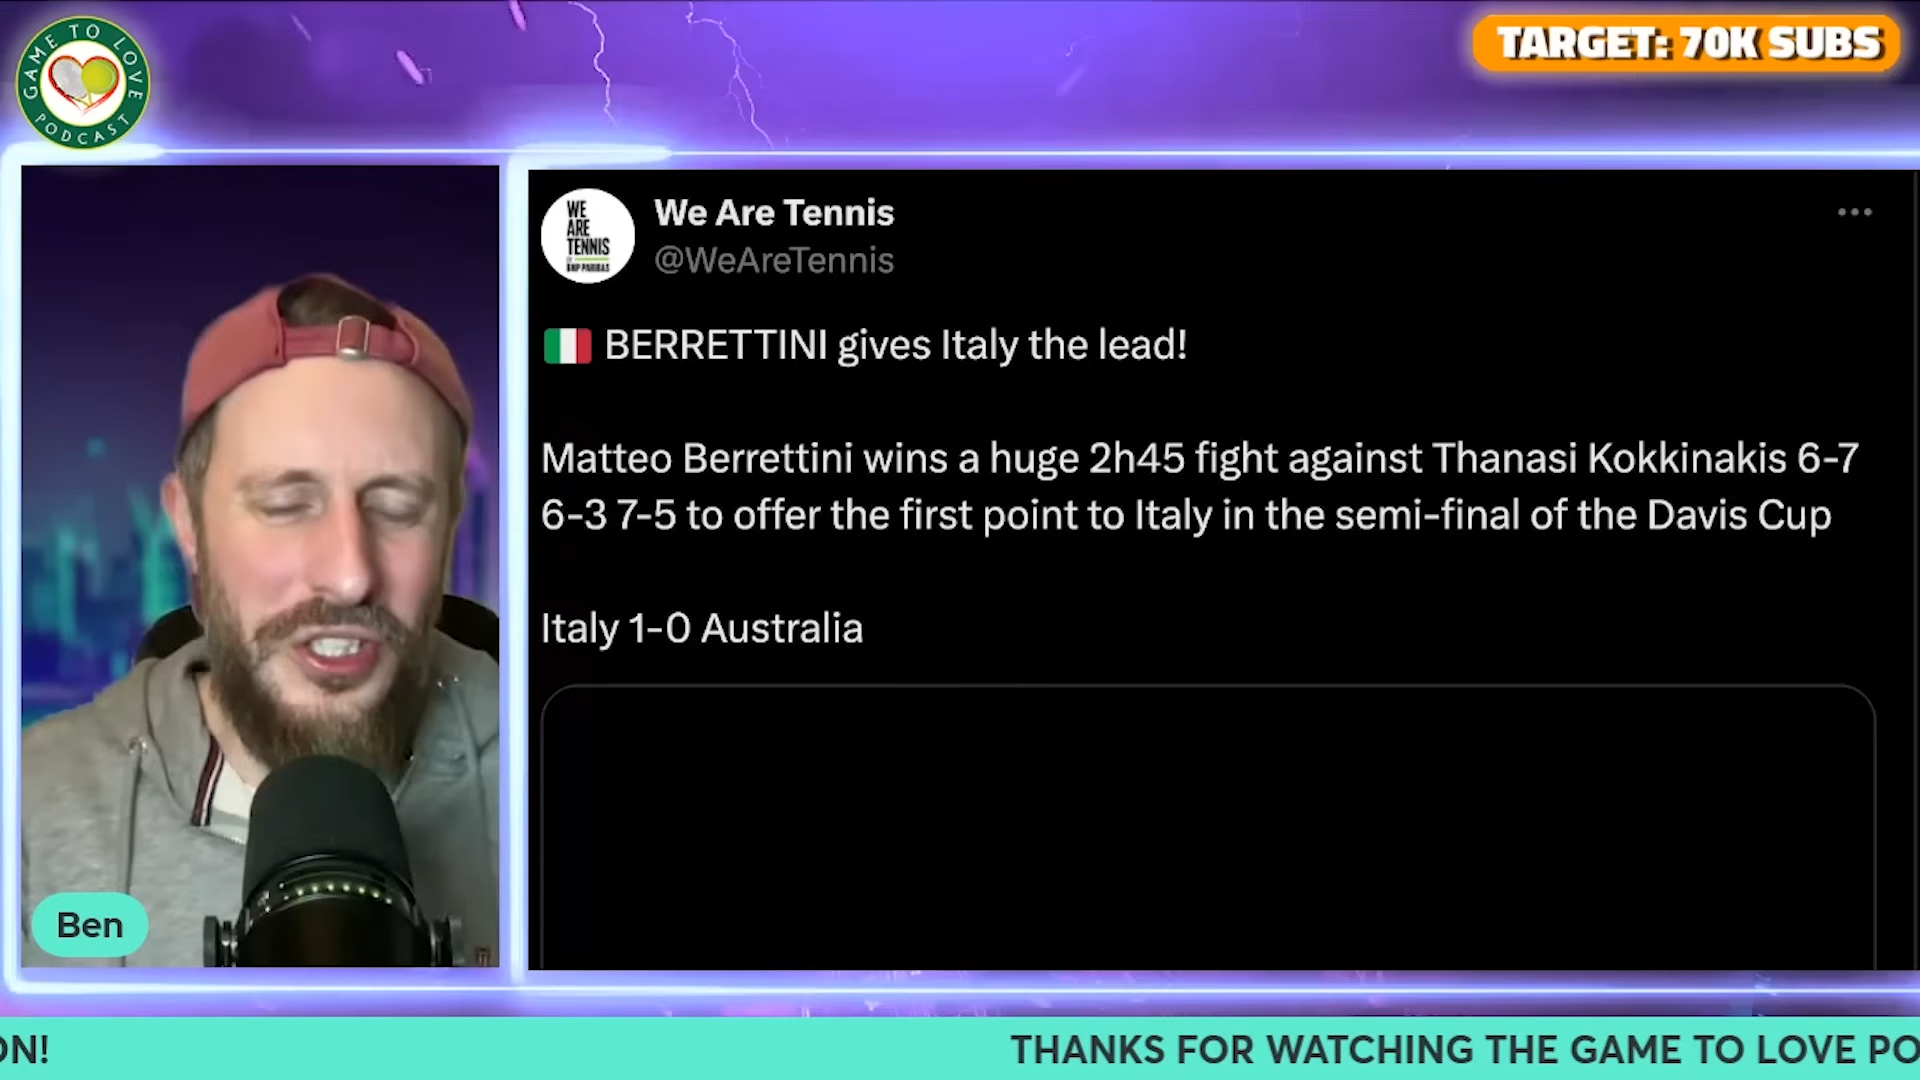 GAME TO LOVE
PODCAST
TARGET: 70K SUBS
WE
ARE
TENNIS
BNP PARIBAS
We Are Tennis
@WeAreTennis
BERRETTINI gives Italy the lead!
Matteo Berrettini wins a huge 2h45 fight against Thanasi Kokkinakis 6-7
6-3 7-5 to offer the first point to Italy in the semi-final of the Davis Cup
Italy 1-0 Australia
Ben
ON!
THANKS FOR WATCHING THE GAME TO LOVE PO